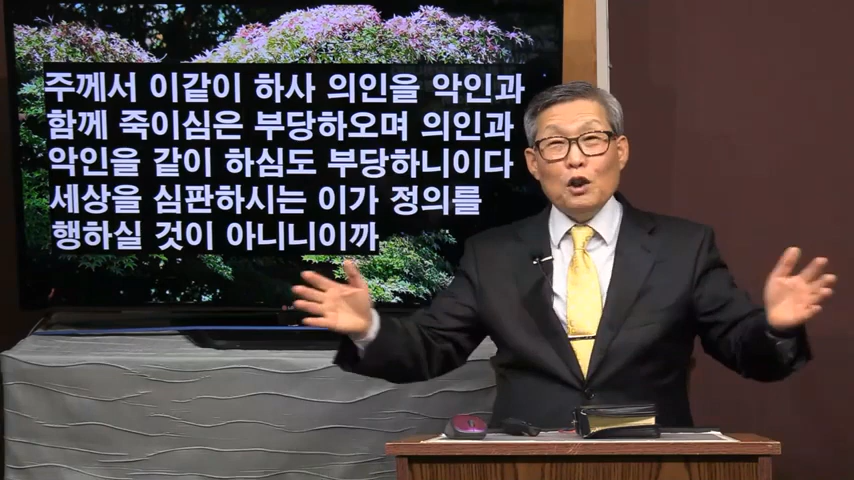 주께서 이같이 하사 의인을 악인과
함께 죽이심은 부당하오며 의인과
악인을 같이 하심도 부당하니이다
세상을 심판하시는 이가 정의를
행하실 것이 아니니이까
LG